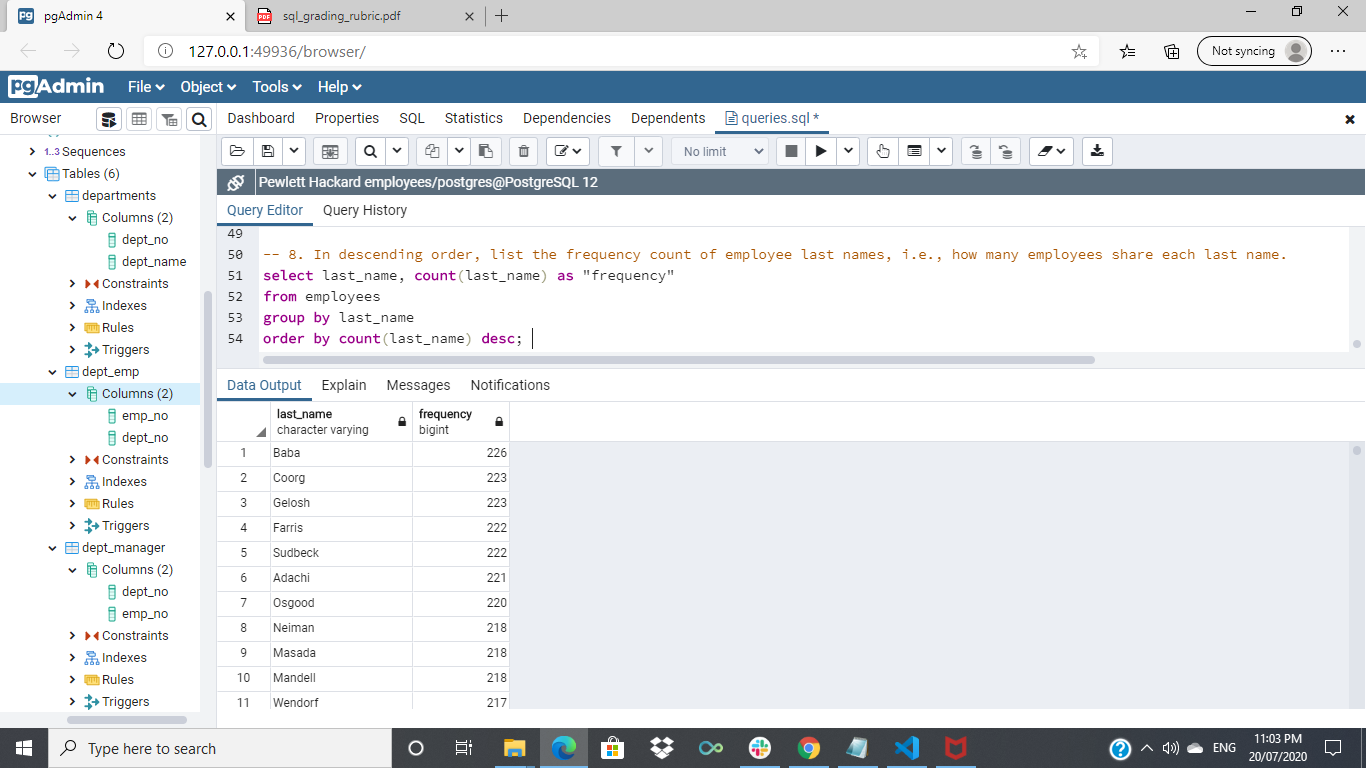 pgAdmin 4
sql_grading_rubric.pdf
127.0.0.1:49936/browser/
Not syncing
pgAdmin File Object Tools Help
Browser
Dashboard Properties SQL Statistics Dependencies Dependents queries.sql *
No limit
Pewlett Hackard employees/postgres@PostgreSQL 12
Query Editor Query History
1..3 Sequences
Tables (6)
departments
Columns (2)
dept_no
dept_name
Constraints
Indexes
Rules
Triggers
dept_emp
Columns (2)
emp_no
dept_no
Constraints
Indexes
Rules
Triggers
dept_manager
Columns (2)
dept_no
emp_no
Constraints
Indexes
Rules
Triggers
49
50 -- 8. In descending order, list the frequency count of employee last names, i.e., how many employees share each last name.
51 select last_name, count(last_name) as "frequency"
52 from employees
53 group by last_name
54 order by count(last_name) desc;
Data Output Explain Messages Notifications
last_name frequency
character varying bigint
1 Baba 226
2 Coorg 223
3 Gelosh 223
4 Farris 222
5 Sudbeck 222
6 Adachi 221
7 Osgood 220
8 Neiman 218
9 Masada 218
10 Mandell 218
11 Wendorf 217
Type here to search
ENG
11:03 PM
20/07/2020